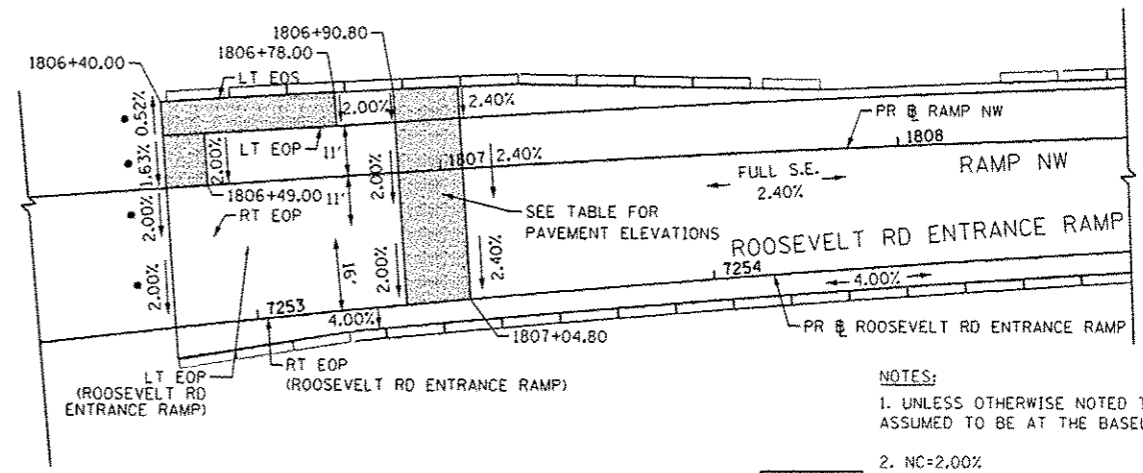 1806+90.80
1806+78.00
1806+40.00
LT EOS
2.00%
2.40%
0.52%
PR BL RAMP NW
1.63%
2.00%
LT EOP
11'
2.00%
1807
2.40%
1808
FULL S.E.
2.40%
RAMP NW
1806+49.00
11'
RT EOP
2.00%
SEE TABLE FOR
PAVEMENT ELEVATIONS
ROOSEVELT RD ENTRANCE RAMP
2.00%
16'
2.00%
2.40%
7254
4.00%
7253
4.00%
1807+04.80
PR BL ROOSEVELT RD ENTRANCE RAMP
RT EOP
(ROOSEVELT RD ENTRANCE RAMP)
LT EOP
(ROOSEVELT RD
ENTRANCE RAMP)
NOTES:
1. UNLESS OTHERWISE NOTED
ASSUMED TO BE AT THE
2. NC=2.00%